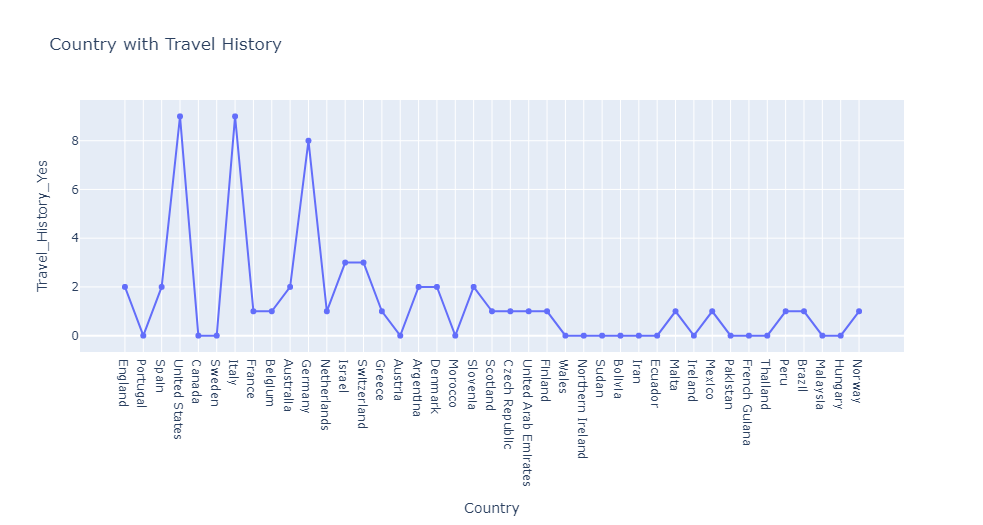 Country with Travel History
Travel_History_Yes
8
6
4
2
0
England
Portugal
Spain
United States
Canada
Sweden
Italy
France
Belgium
Australia
Germany
Netherlands
Israel
Switzerland
Greece
Austria
Argentina
Denmark
Morocco
Slovenia
Scotland
Czech Republic
United Arab Emirates
Finland
Wales
Northern Ireland
Sudan
Bolivia
Iran
Ecuador
Malta
Ireland
Mexico
Pakistan
French Guiana
Thailand
Peru
Brazil
Malaysia
Hungary
Norway
Country